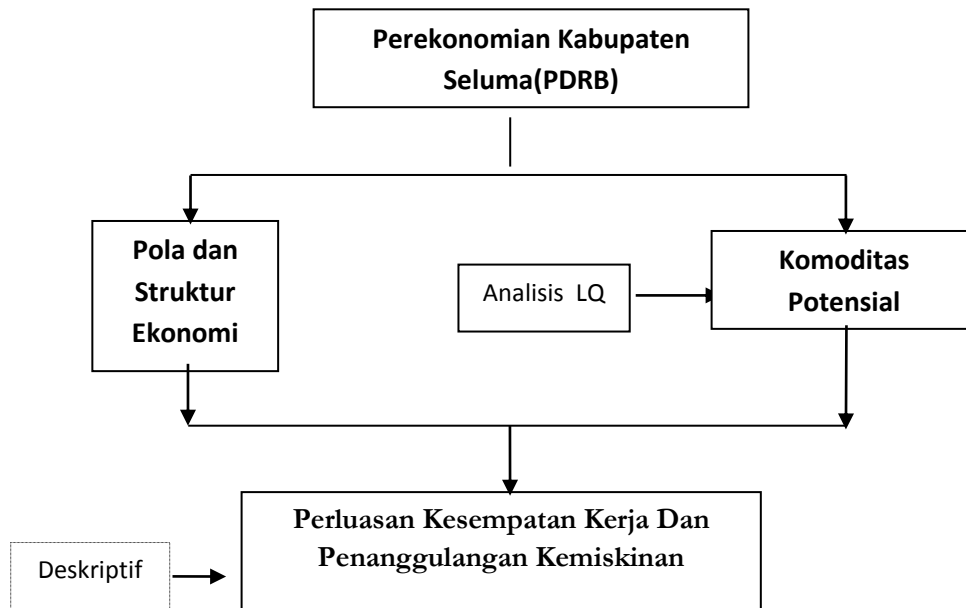 Perekonomian Kabupaten
Seluma(PDRB)
Pola dan
Struktur
Ekonomi
Analisis LQ
Komoditas
Potensial
Perluasan Kesempatan Kerja Dan
Penanggulangan Kemiskinan
Deskriptif